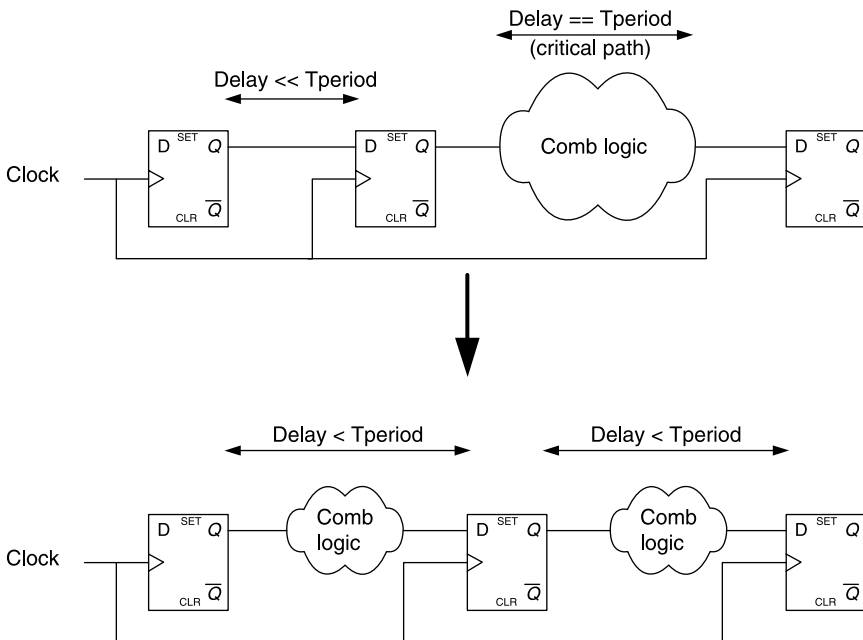 Delay == Tperiod
(critical path)
Delay << Tperiod
D SET Q
D SET Q
Comb logic
D SET Q
Clock
Q̅
CLR
Q̅
CLR
Q̅
CLR
Delay < Tperiod
Delay < Tperiod
D SET Q
Comb
logic
D SET Q
Comb
logic
D SET Q
Clock
Q̅
CLR
Q̅
CLR
Q̅
CLR